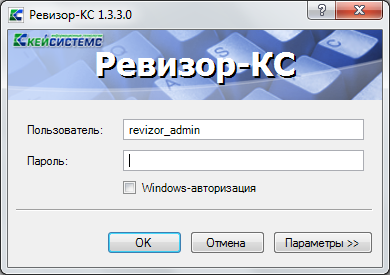 Ревизор-КС 1.3.3.0
КЕЙСИСТЕМС
Ревизор-КС
Пользователь: revizor_admin
Пароль:
Windows-авторизация
OK Отмена Параметры >>